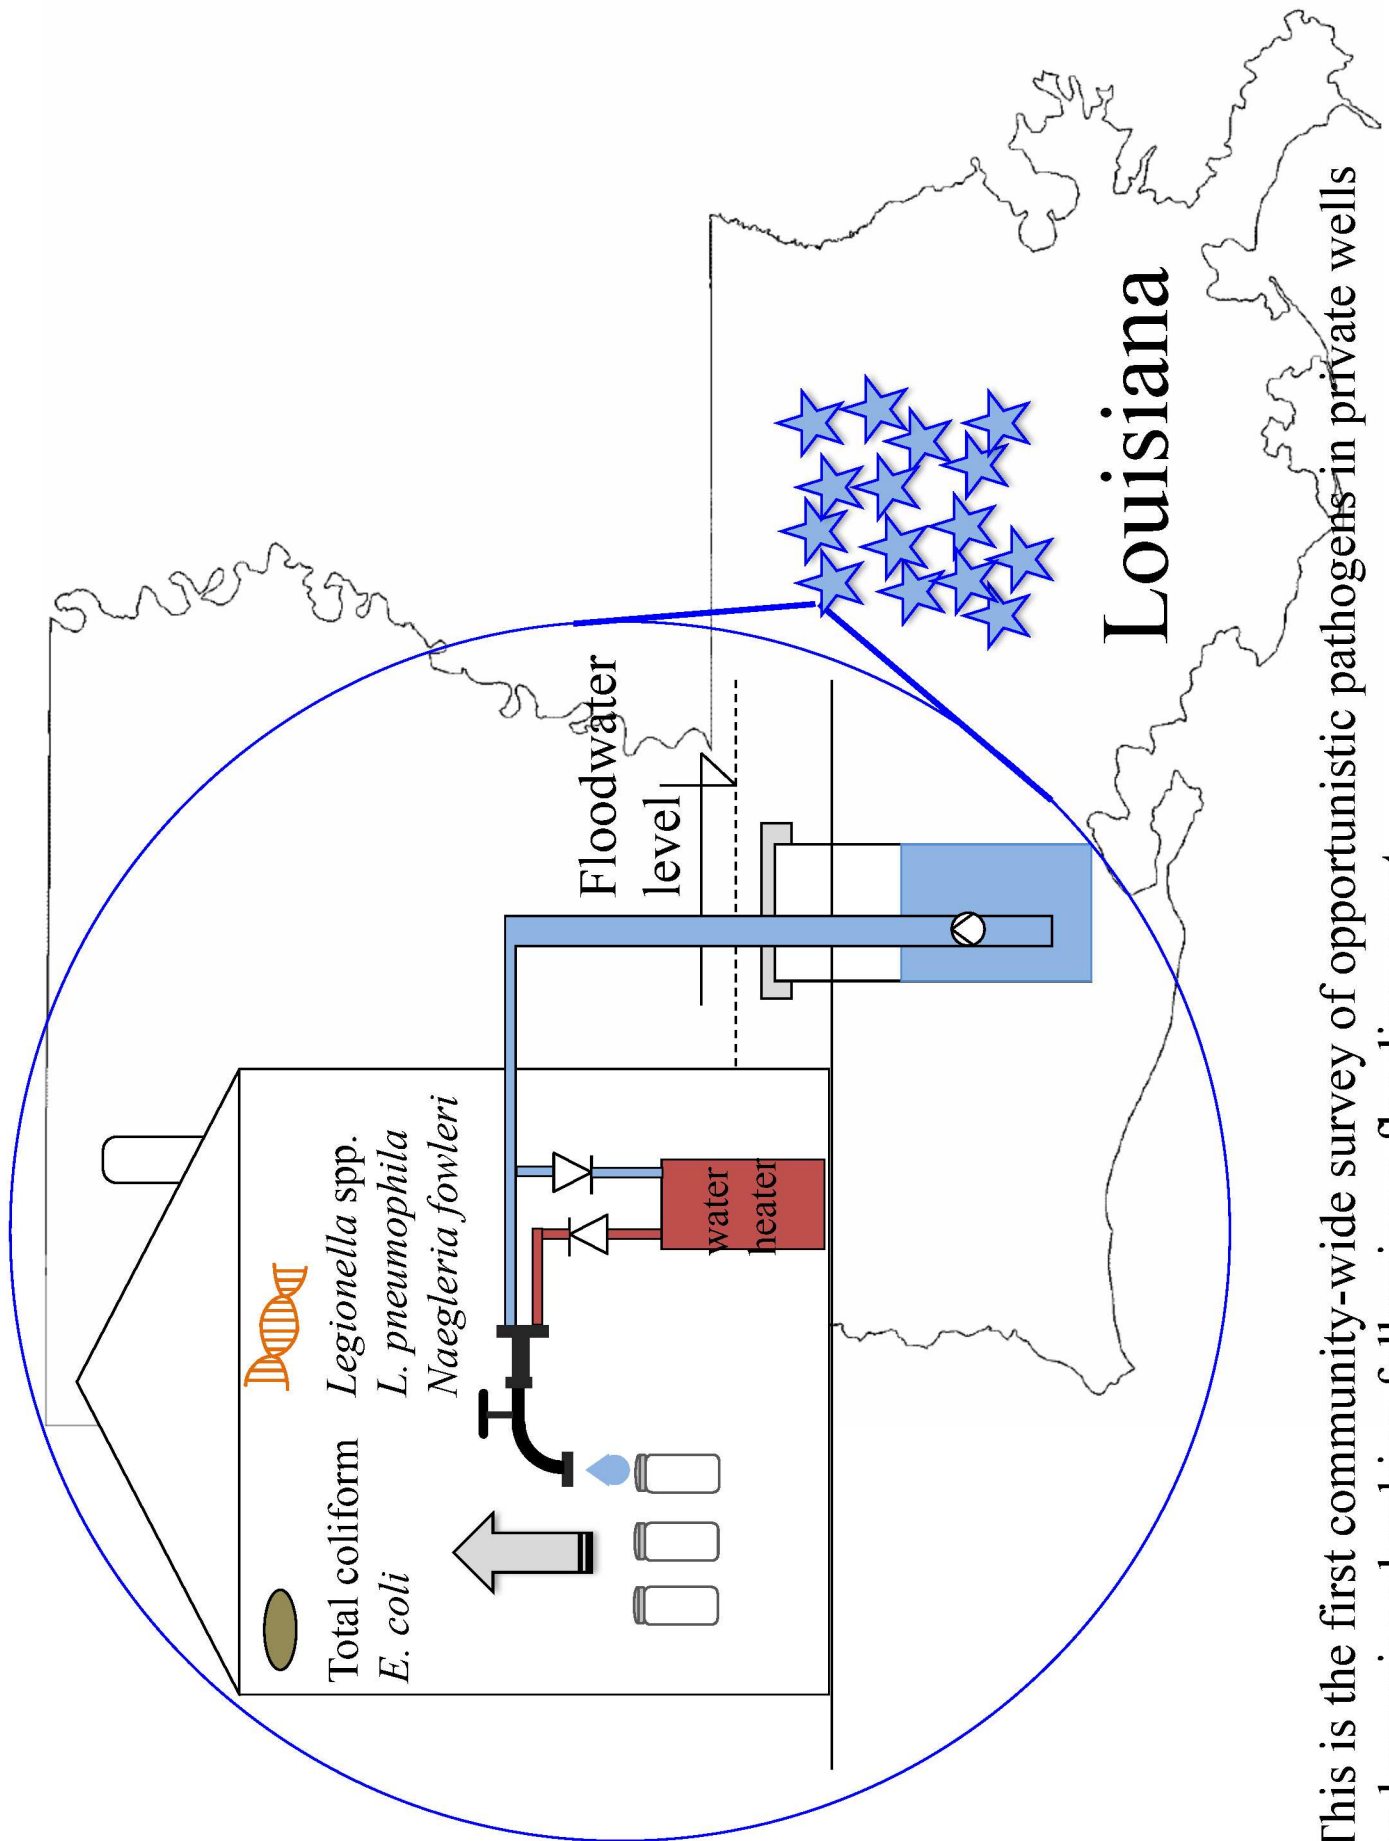 Total coliform
E. coli
Legionella spp.
L. pneumophila
Naegleria fowleri
water
heater
Floodwater
level
Louisiana
This is the first community-wide survey of opportunistic pathogens in private wells